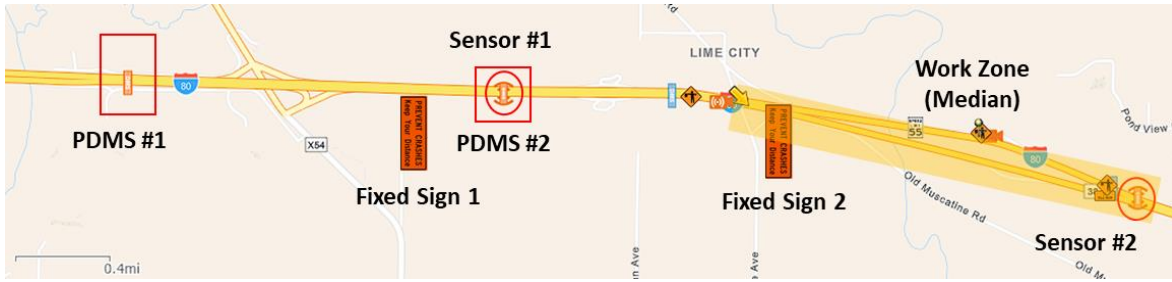 Sensor #1
LIME CITY
Work Zone
(Median)
80
PDMS #1
PREVENT CRASHES
Keep Your Distance
PDMS #2
PREVENT CRASHES
Keep Your Distance
55
Pond View
X54
80
Fixed Sign 1
Fixed Sign 2
Old Muscatine Rd
Sensor #2
0.4mi
Ave
Old